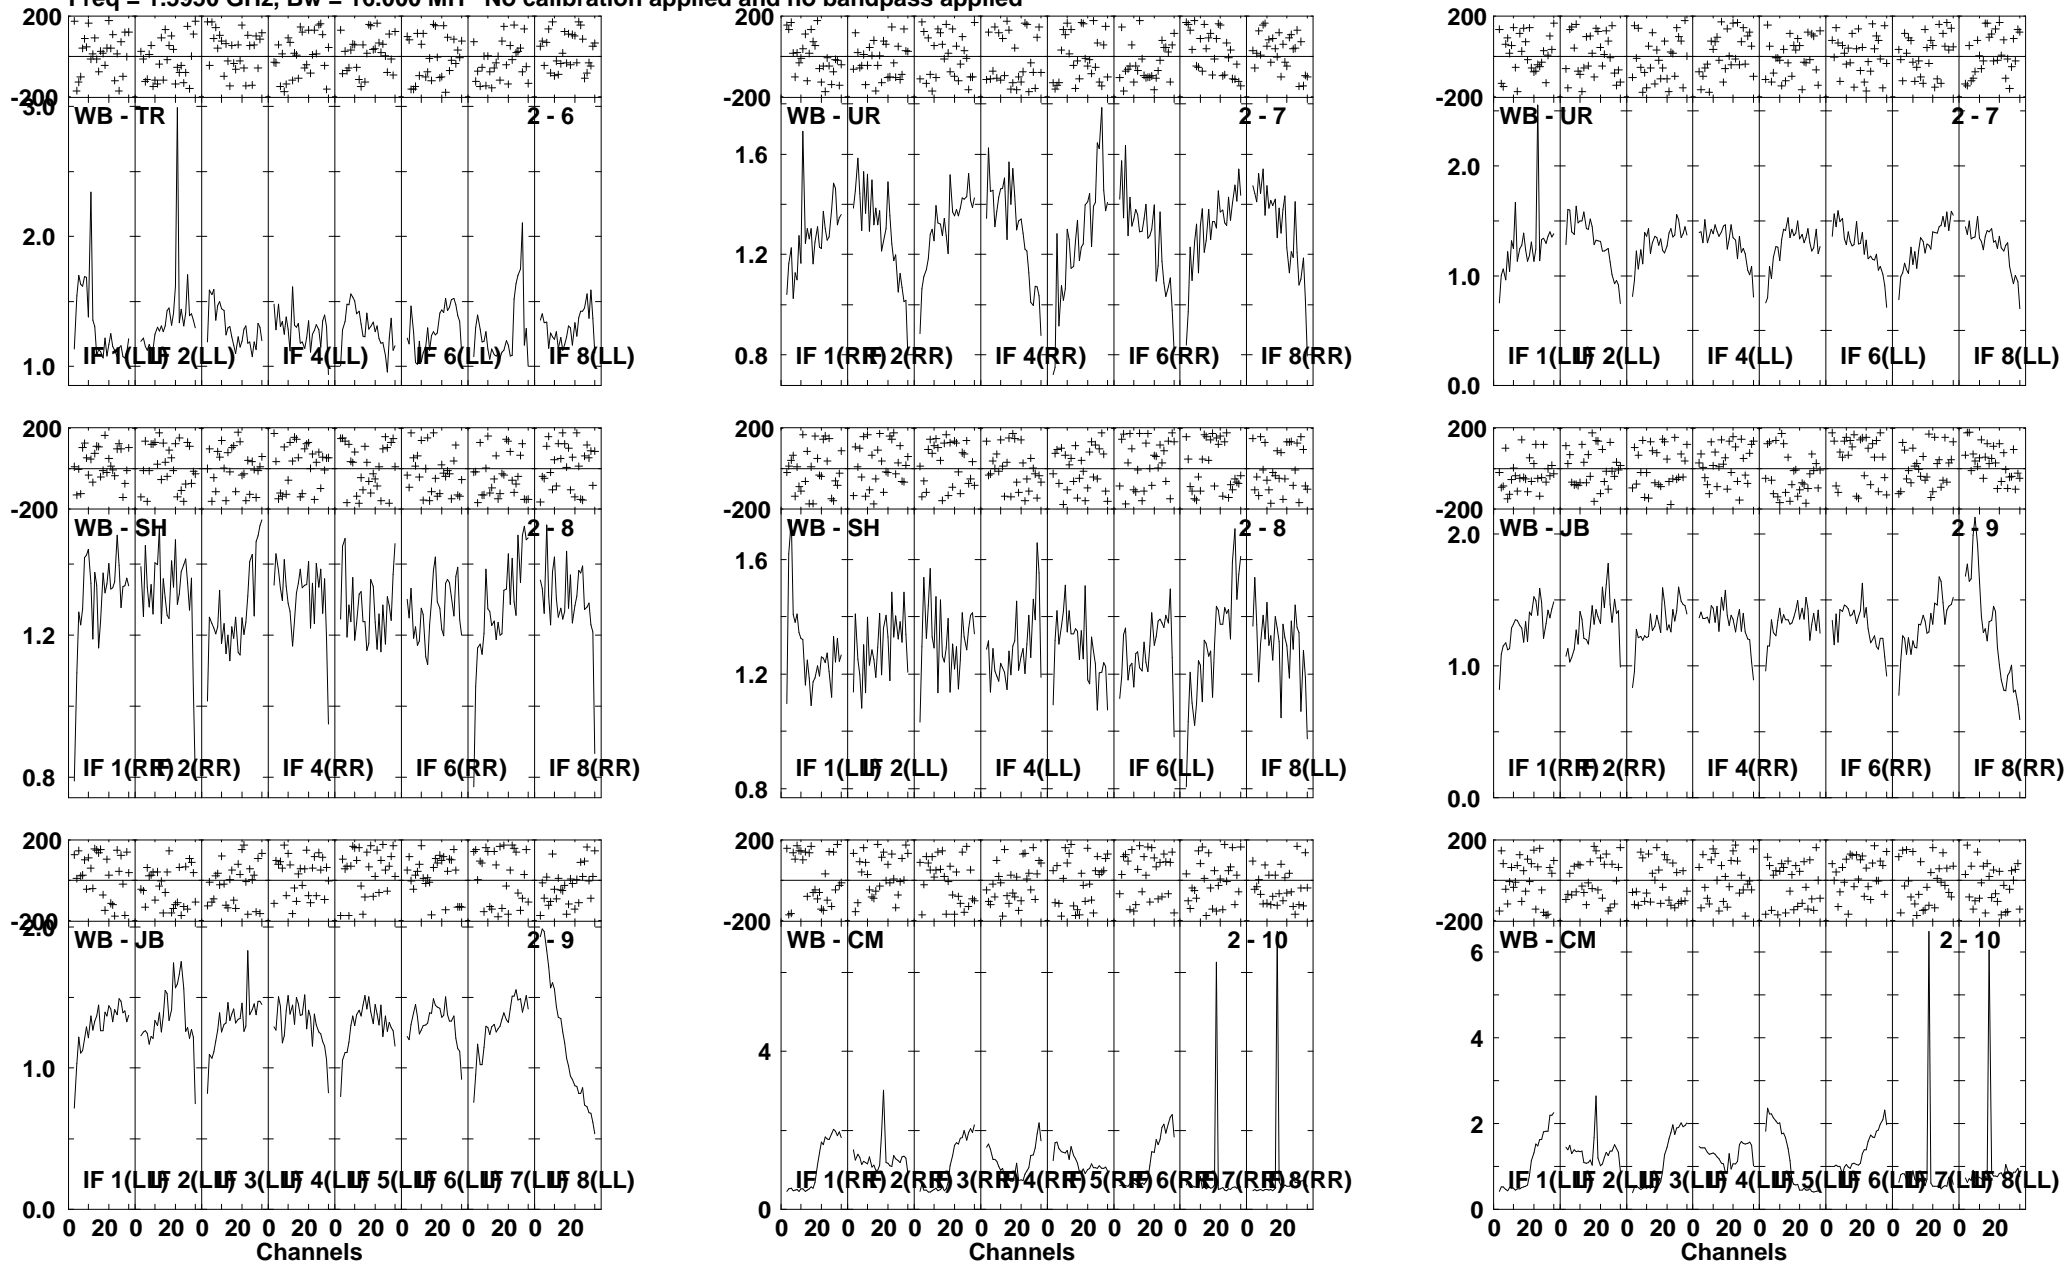 Freq = 1.5950 GHz, Bw = 16.000 MH No calibration applied and no bandpass applied
200
-200
WB - TR 2 - 6
3.0
2.0
1.0
IF 1(LL) IF 2(LL) IF 4(LL) IF 6(LL) IF 8(LL)
WB - UR 2 - 7
1.6
1.2
0.8
IF 1(RR) IF 2(RR) IF 4(RR) IF 6(RR) IF 8(RR)
200
-200
WB - UR 2 - 7
2.0
1.0
0.0
IF 1(LL) IF 2(LL) IF 4(LL) IF 6(LL) IF 8(LL)
200
-200
WB - SH 2 - 8
1.2
0.8
IF 1(RR) IF 2(RR) IF 4(RR) IF 6(RR) IF 8(RR)
200
-200
WB - SH 2 - 8
1.6
1.2
0.8
IF 1(LL) IF 2(LL) IF 4(LL) IF 6(LL) IF 8(LL)
200
-200
WB - JB 2 - 9
2.0
1.0
0.0
IF 1(RR) IF 2(RR) IF 4(RR) IF 6(RR) IF 8(RR)
200
-200
WB - JB 2 - 9
2.0
1.0
0.0
IF 1(LL) IF 2(LL) IF 3(LL) IF 4(LL) IF 5(LL) IF 6(LL) IF 7(LL) IF 8(LL)
0 20 0 20 0 20 0 20 0 20 0 20 0 20 0 20
Channels
200
-200
WB - CM 2 - 10
4
0
IF 1(RR) IF 2(RR) IF 3(RR) IF 4(RR) IF 5(RR) IF 6(RR) IF 7(RR) IF 8(RR)
0 20 0 20 0 20 0 20 0 20 0 20 0 20 0 20
Channels
200
-200
WB - CM 2 - 10
6
4
2
0
IF 1(LL) IF 2(LL) IF 3(LL) IF 4(LL) IF 5(LL) IF 6(LL) IF 7(LL) IF 8(LL)
0 20 0 20 0 20 0 20 0 20 0 20 0 20 0 20
Channels